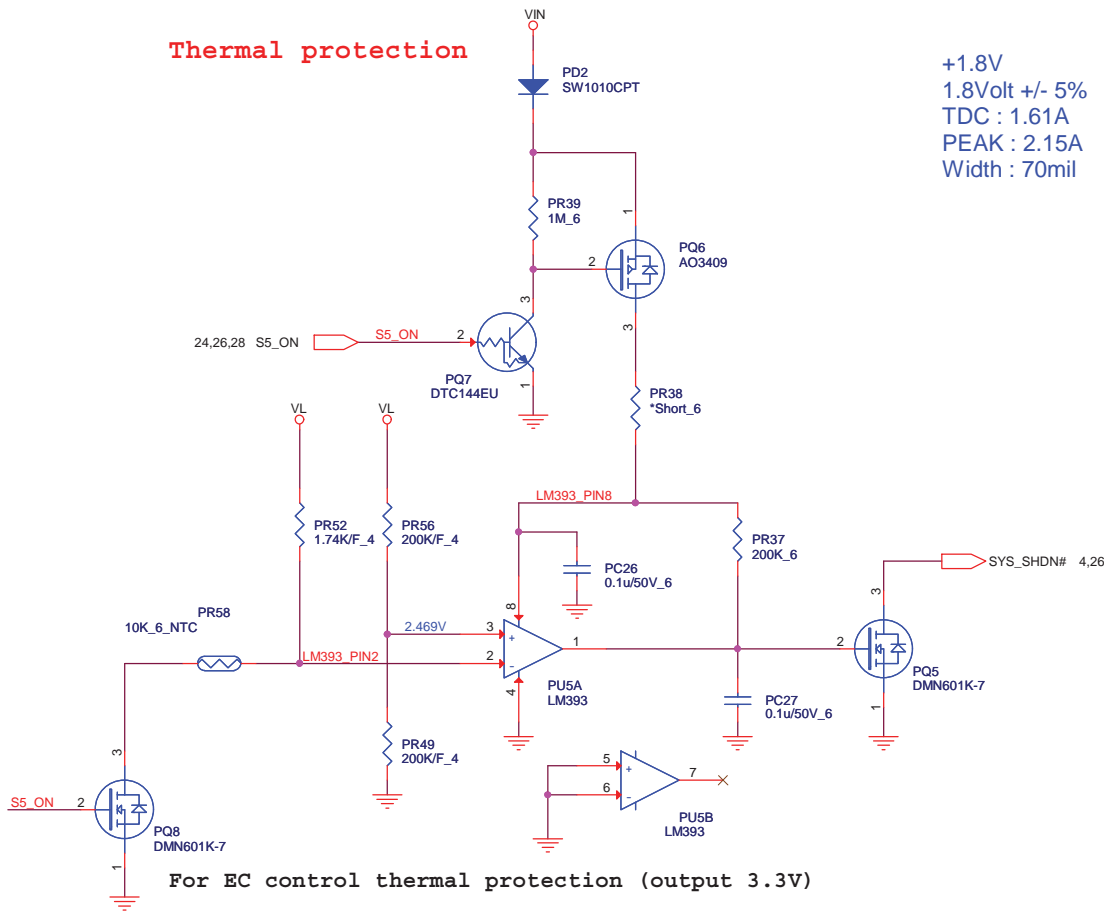 VIN
Thermal protection
PD2
SW1010CPT
+1.8V
1.8Volt +/- 5%
TDC : 1.61A
PEAK : 2.15A
Width : 70mil
PR39
1M_6
1
PQ6
AO3409
2
3
3
24,26,28 S5_ON
S5_ON
2
PQ7
DTC144EU
1
PR38
*Short_6
VL
VL
LM393_PIN8
PR52
1.74K/F_4
PR56
200K/F_4
PR37
200K_6
PC26
0.1u/50V_6
SYS_SHDN# 4,26
3
PR58
10K_6_NTC
8
2.469V
3
+
1
2
LM393_PIN2
2
-
4
PU5A
LM393
PQ5
DMN601K-7
1
PC27
0.1u/50V_6
PR49
200K/F_4
3
5
+
7
6
-
PU5B
LM393
S5_ON
2
PQ8
DMN601K-7
1
For EC control thermal protection (output 3.3V)